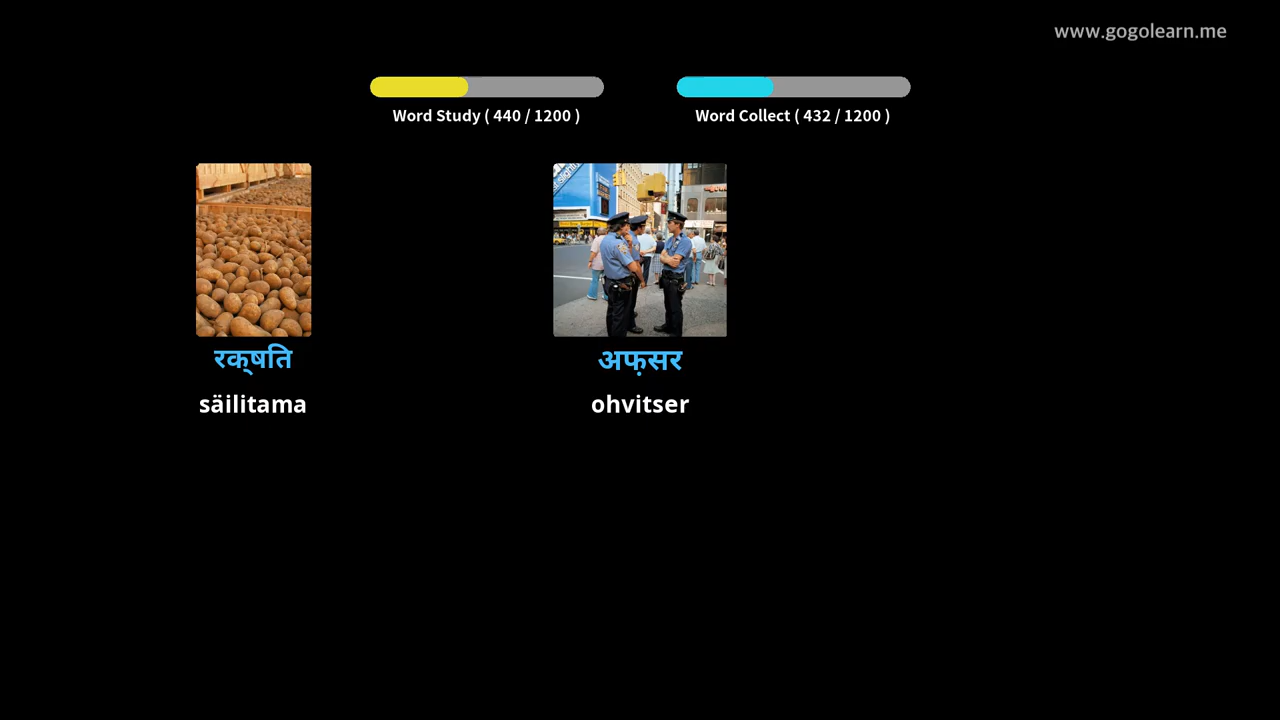 www.gogolearn.me
Word Study ( 440 / 1200 )
Word Collect ( 432 / 1200 )
रक्षति
säilitama
अफ़सर
ohvitser